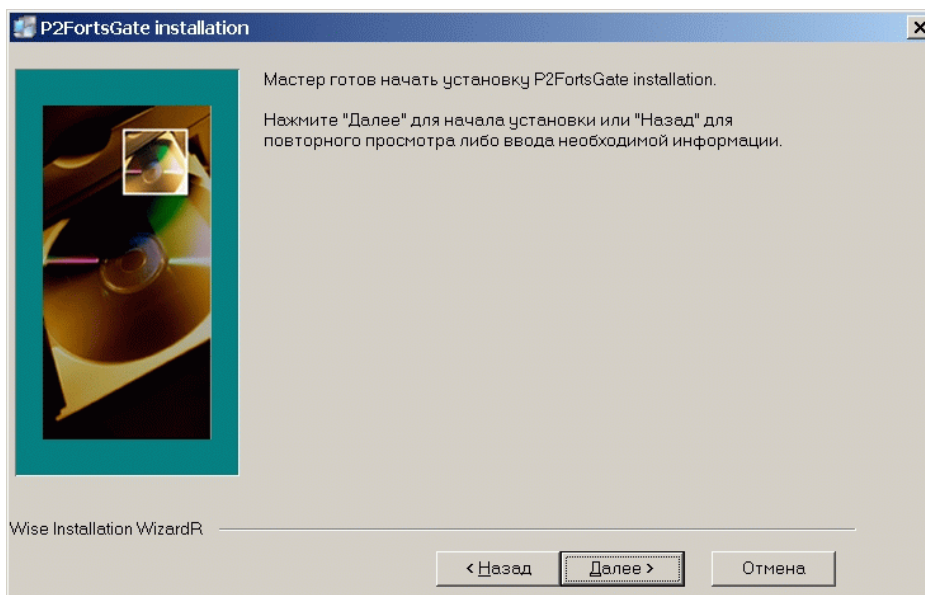 P2FortsGate installation
Мастер готов начать установку P2FortsGate installation.
Нажмите "Далее" для начала установки или "Назад" для
повторного просмотра либо ввода необходимой информации.
Wise Installation WizardR
< Назад
Далее >
Отмена